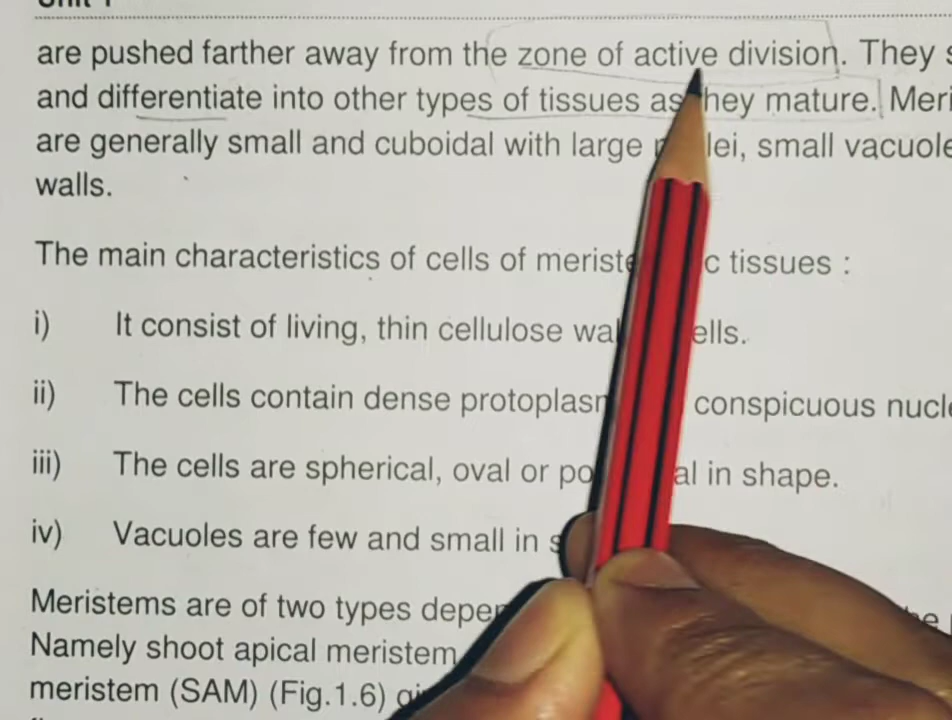 are pushed farther away from the zone of active division. They
and differentiate into other types of tissues as they mature. Meri
are generally small and cuboidal with large lei, small vacuole
walls.
The main characteristics of cells of merist c tissues :
i) It consist of living, thin cellulose wal ells.
ii) The cells contain dense protoplasm conspicuous nucle
iii) The cells are spherical, oval or po al in shape.
iv) Vacuoles are few and small in
Meristems are of two types depe
Namely shoot apical meristem
meristem (SAM) (Fig.1.6)